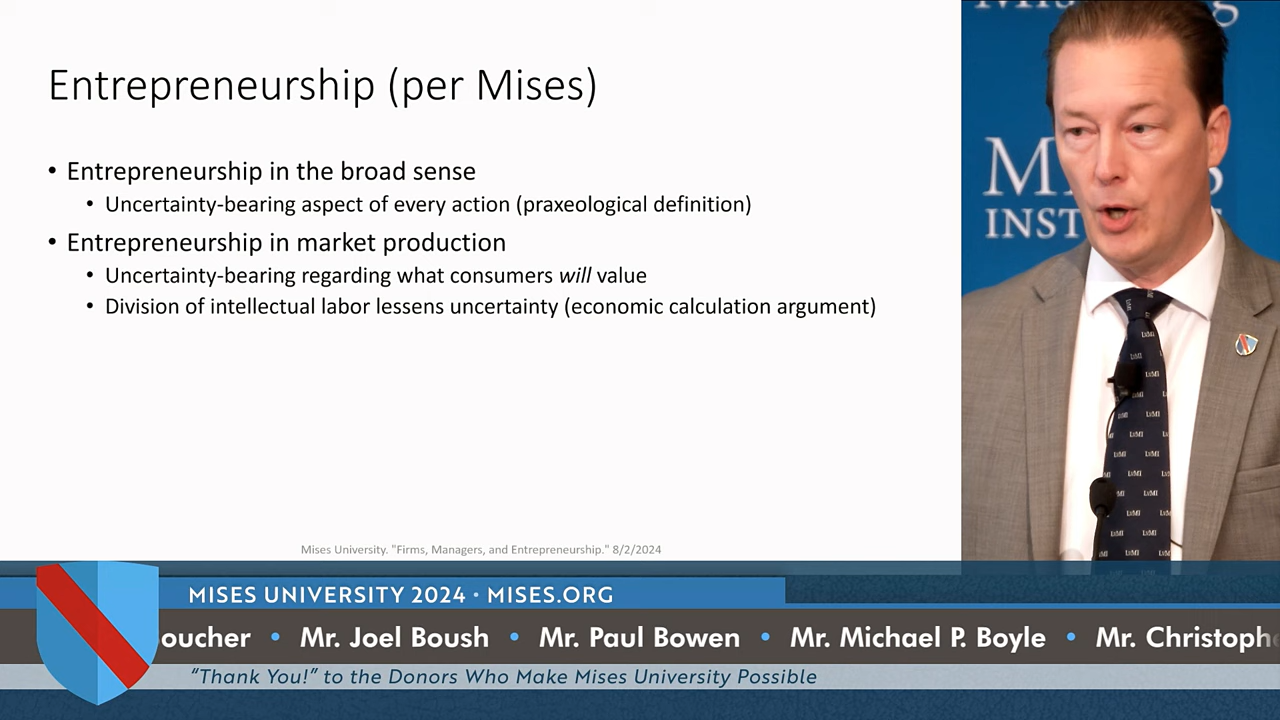 Entrepreneurship (per Mises)
• Entrepreneurship in the broad sense
• Uncertainty-bearing aspect of every action (praxeological definition)
• Entrepreneurship in market production
• Uncertainty-bearing regarding what consumers will value
• Division of intellectual labor lessens uncertainty (economic calculation argument)
Mises University. "Firms, Managers, and Entrepreneurship." 8/2/2024
INST
LvMI
MISES UNIVERSITY 2024 • MISES.ORG
oucher • Mr. Joel Boush • Mr. Paul Bowen • Mr. Michael P. Boyle • Mr. Christoph
“Thank You!” to the Donors Who Make Mises University Possible